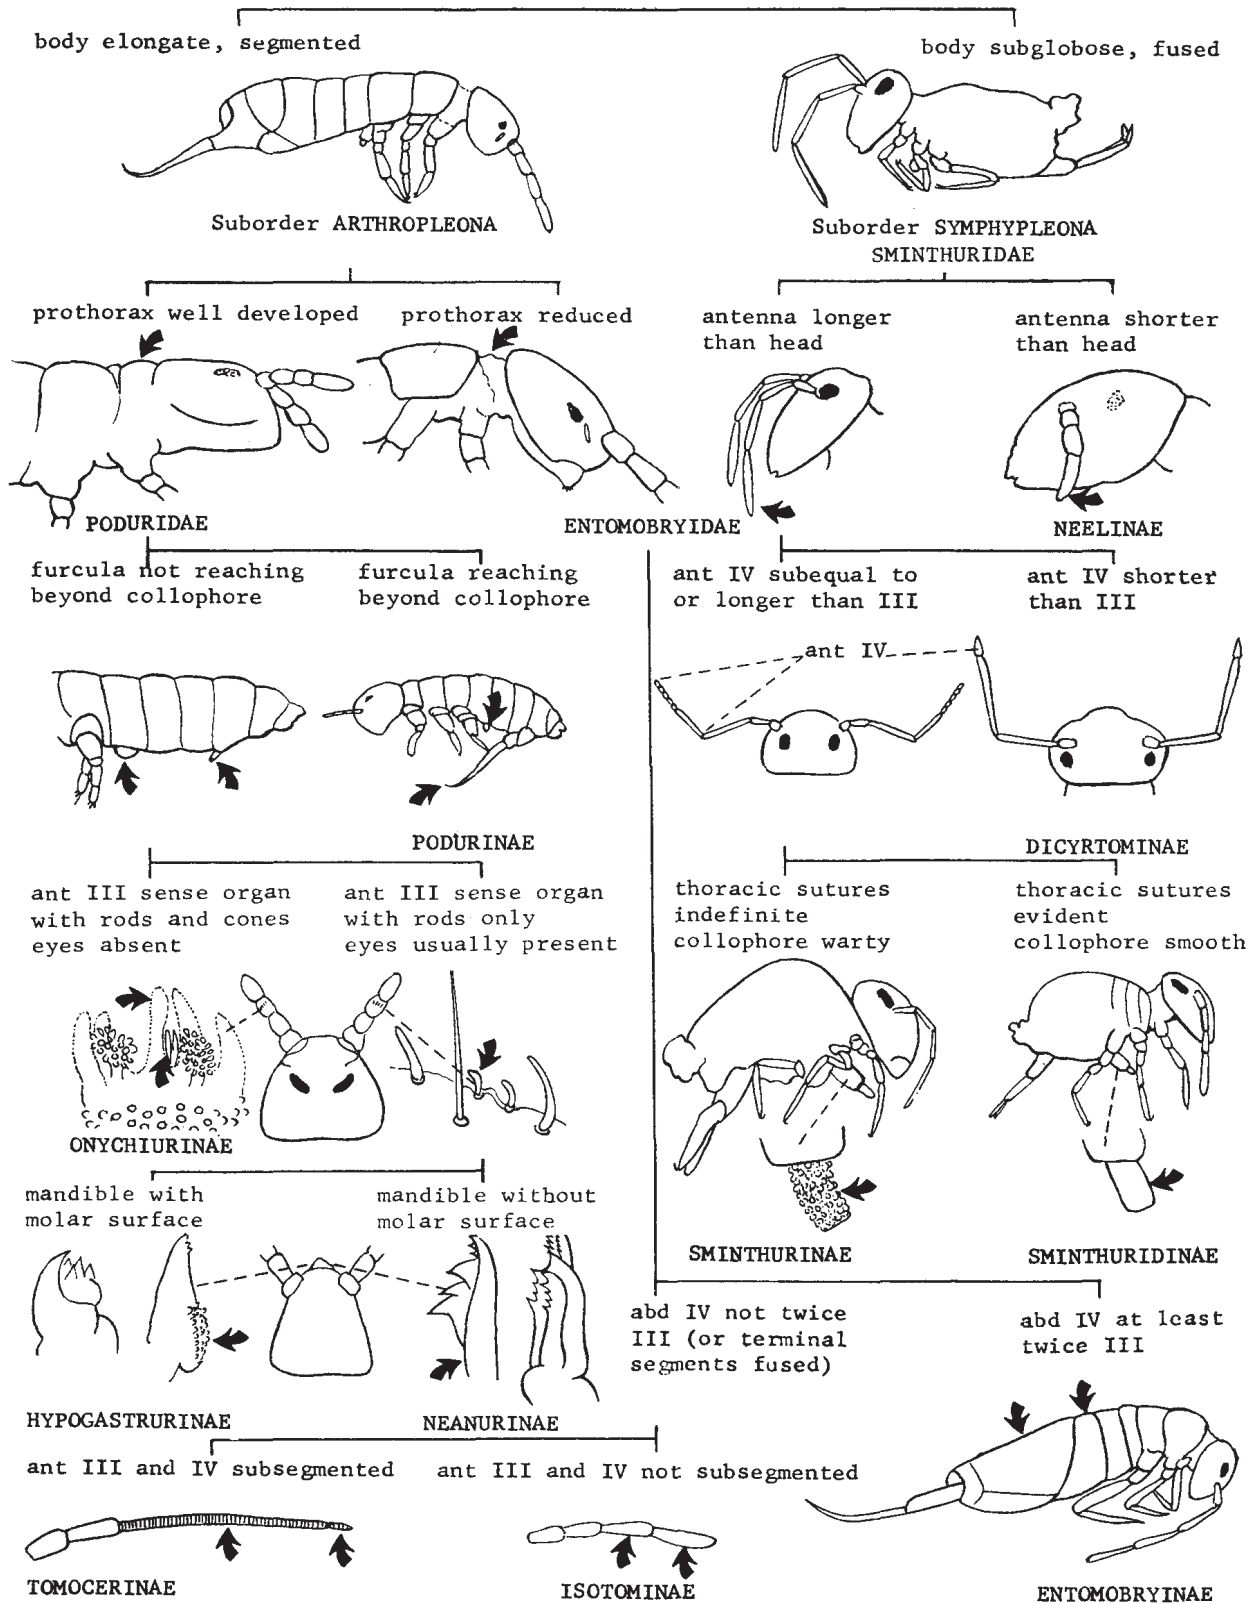 body elongate, segmented
body subglobose, fused
Suborder ARTHROPLEONA
Suborder SYMPHYPLEONA
SMINTHURIDAE
prothorax well developed
prothorax reduced
antenna longer
than head
antenna shorter
than head
PODURIDAE
ENTOMOBRYIDAE
NEELINAE
furcula not reaching
beyond collophore
furcula reaching
beyond collophore
ant IV subequal to
or longer than III
ant IV shorter
than III
ant IV
PODURINAE
DICYRTOMINAE
ant III sense organ
with rods and cones
eyes absent
ant III sense organ
with rods only
eyes usually present
thoracic sutures
indefinite
collophore warty
thoracic sutures
evident
collophore smooth
ONYCHIURINAE
mandible with
molar surface
mandible without
molar surface
SMINTHURINAE
SMINTHURIDINAE
abd IV not twice
III (or terminal
segments fused)
abd IV at least
twice III
HYPOGASTRURINAE
NEANURINAE
ant III and IV subsegmented
ant III and IV not subsegmented
TOMOCERINAE
ISOTOMINAE
ENTOMOBRYINAE